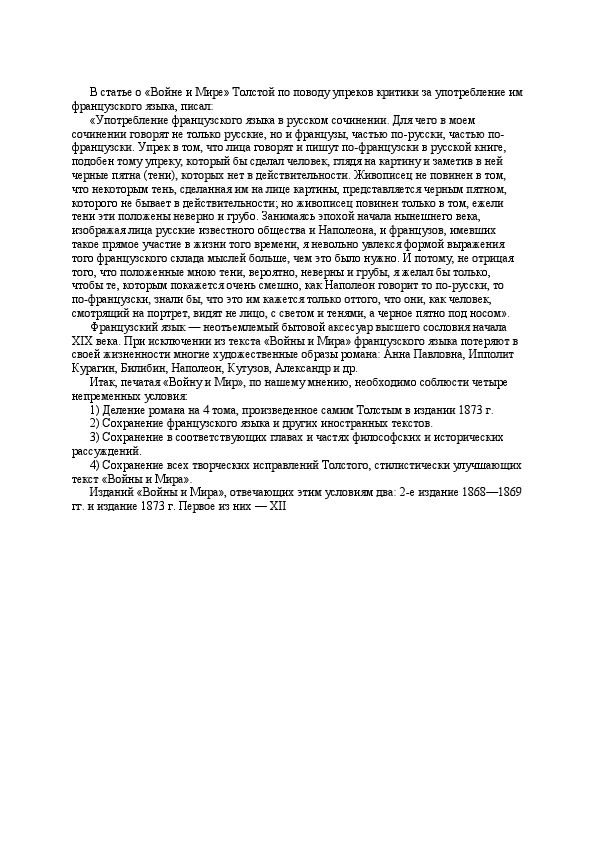 В статье о «Войне и Мире» Толстой по поводу упреков критики за употребление им
французского языка, писал:
«Употребление французского языка в русском сочинении. Для чего в моем
сочинении говорят не только русские, но и французы, частью по-русски, частью по-
французски. Упрек в том, что лица говорят и пишут по-французски в русской книге,
подобен тому упреку, который бы сделал человек, глядя на картину и заметив в ней
черные пятна (тени), которых нет в действительности. Живописец не повинен в том,
что некоторым тень, сделанная им на лице картины, представляется черным пятном,
которого не бывает в действительности; но живописец повинен только в том, ежели
тени эти положены неверно и грубо. Занимаясь эпохой начала нынешнего века,
изображая лица русские известного общества и Наполеона, и французов, имевших
такое прямое участие в жизни того времени, я невольно увлекся формой выражения
того французского склада мыслей больше, чем это было нужно. И потому, не отрицая
того, что положенные мною тени, вероятно, неверны и грубы, я желал бы только,
чтобы те, которым покажется очень смешно, как Наполеон говорит то по-русски, то
по-французски, знали бы, что это им кажется только оттого, что они, как человек,
смотрящий на портрет, видят не лицо, с светом и тенями, а черное пятно под носом».
Французский язык — неотъемлемый бытовой аксесуар высшего сословия начала
XIX века. При исключении из текста «Войны и Мира» французского языка потеряют в
своей жизненности многие художественные образы романа: Анна Павловна, Ипполит
Курагин, Билибин, Наполеон, Кутузов, Александр и др.
Итак, печатая «Войну и Мир», по нашему мнению, необходимо соблюсти четыре
непременных условия:
1) Деление романа на 4 тома, произведенное самим Толстым в издании 1873 г.
2) Сохранение французского языка и других иностранных текстов.
3) Сохранение в соответствующих главах и частях философских и исторических
рассуждений.
4) Сохранение всех творческих исправлений Толстого, стилистически улучшающих
текст «Войны и Мира».
Изданий «Войны и Мира», отвечающих этим условиям два: 2-е издание 1868—1869
гг. и издание 1873 г. Первое из них — XII